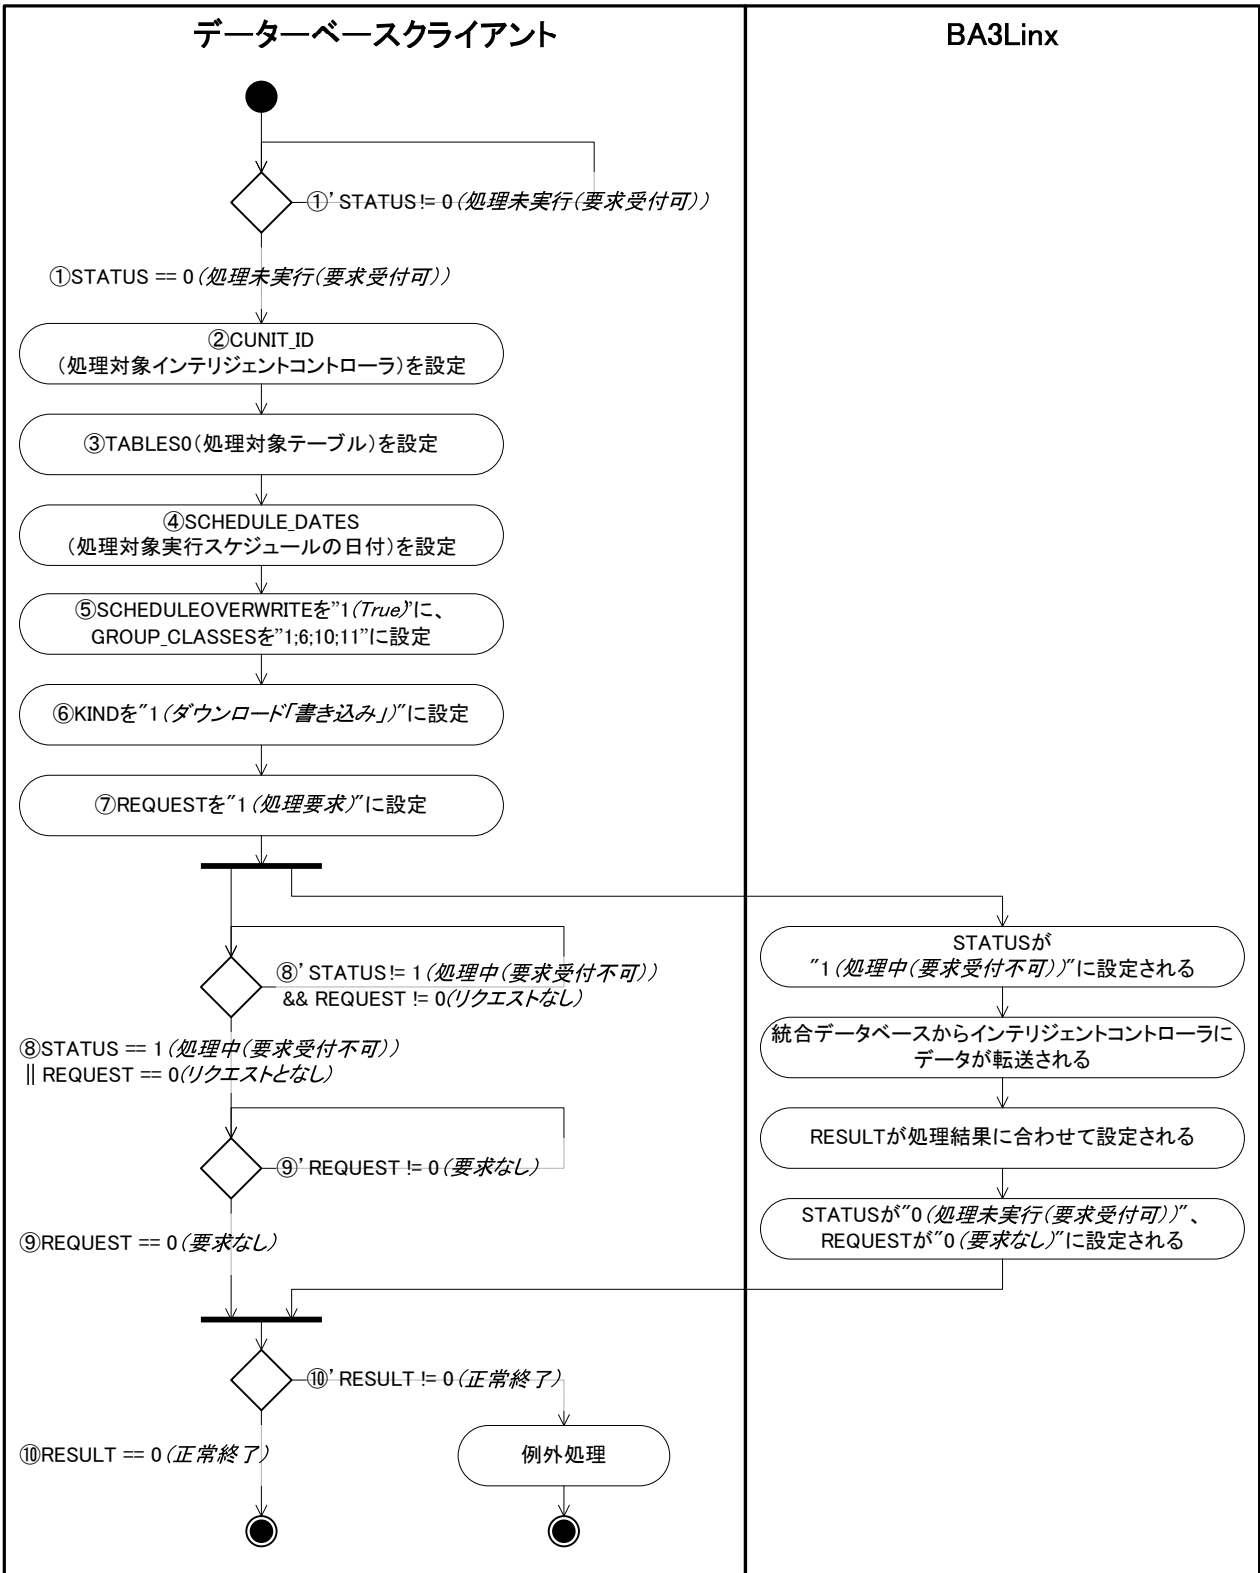 データーベースクライアント
BA3Linx
①’STATUS != 0(処理未実行(要求受付可))
①STATUS == 0(処理未実行(要求受付可))
②CUNIT_ID
(処理対象インテリジェントコントローラ)を設定
③TABLES0(処理対象テーブル)を設定
④SCHEDULE_DATES
(処理対象実行スケジュールの日付)を設定
⑤SCHEDULEOVERWRITEを”1(True)”に、
GROUP_CLASSESを”1;6;10;11”に設定
⑥KINDを”1(ダウンロード「書き込み」)”に設定
⑦REQUESTを”1(処理要求)”に設定
⑧’STATUS != 1(処理中(要求受付不可))
&& REQUEST != 0(リクエストなし)
⑧STATUS == 1(処理中(要求受付不可))
|| REQUEST == 0(リクエストとなし)
⑨’REQUEST != 0(要求なし)
⑨REQUEST == 0(要求なし)
STATUSが
”1(処理中(要求受付不可))”に設定される
統合データベースからインテリジェントコントローラに
データが転送される
RESULTが処理結果に合わせて設定される
STATUSが”0(処理未実行(要求受付可))”、
REQUESTが”0(要求なし)”に設定される
⑩’RESULT != 0(正常終了)
⑩RESULT == 0(正常終了)
例外処理